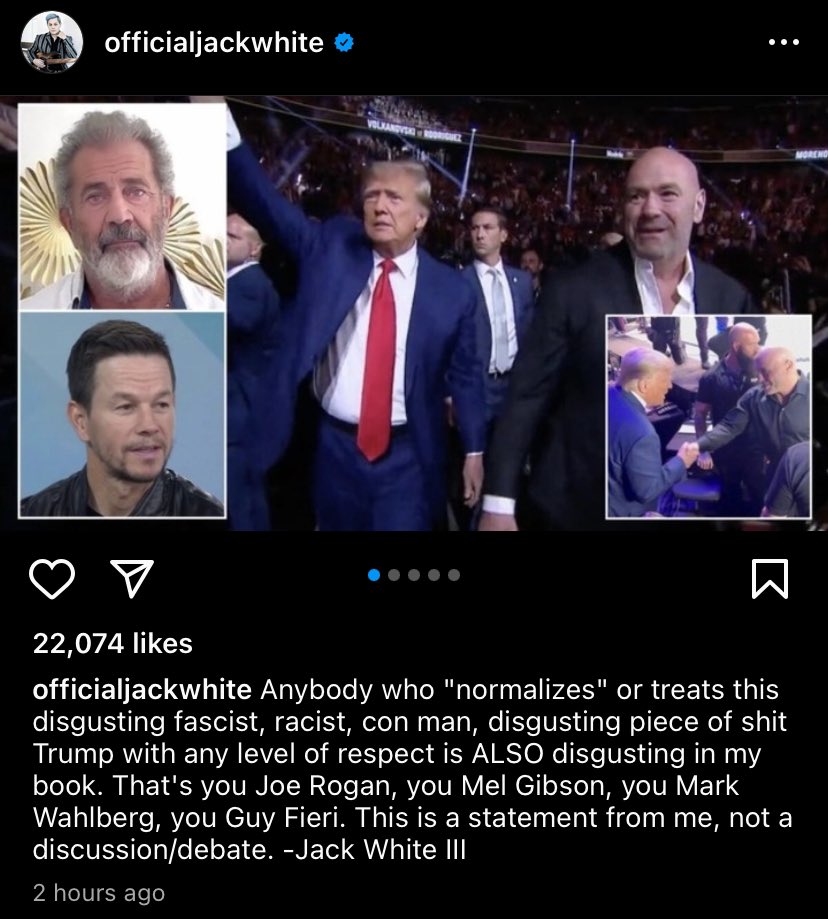 officialjackwhite
VOLKANOVSKI vs RODRIGUEZ
MORENO
22,074 likes
officialjackwhite Anybody who "normalizes" or treats this
disgusting fascist, racist, con man, disgusting piece of shit
Trump with any level of respect is ALSO disgusting in my
book. That's you Joe Rogan, you Mel Gibson, you Mark
Wahlberg, you Guy Fieri. This is a statement from me, not a
discussion/debate. -Jack White III
2 hours ago